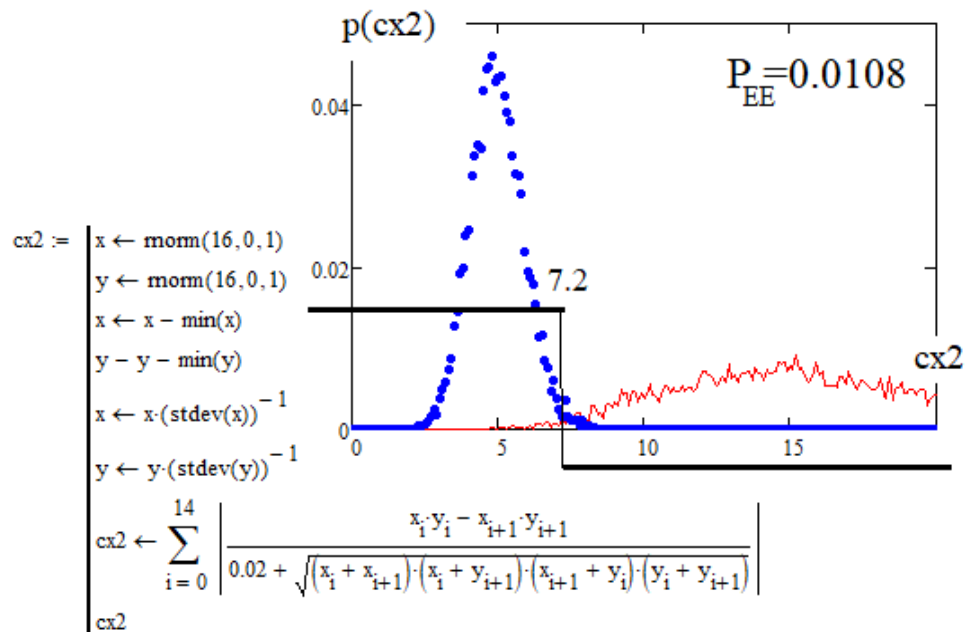 p(cx2)
P_EE=0.0108
0.04
0.02
0
7.2
cx2
0 5 10 15
cx2 := x ← rnorm(16,0,1)
y ← rnorm(16,0,1)
x ← x − min(x)
y − y − min(y)
x ← x·(stdev(x))^−1
y ← y·(stdev(y))^−1
cx2 ← ∑_{i = 0}^{14} | (x_i·y_i − x_{i+1}·y_{i+1}) / (0.02 + √((x_i + x_{i+1})·(x_i + y_{i+1})·(x_{i+1} + y_i)·(y_i + y_{i+1}))) |
cx2